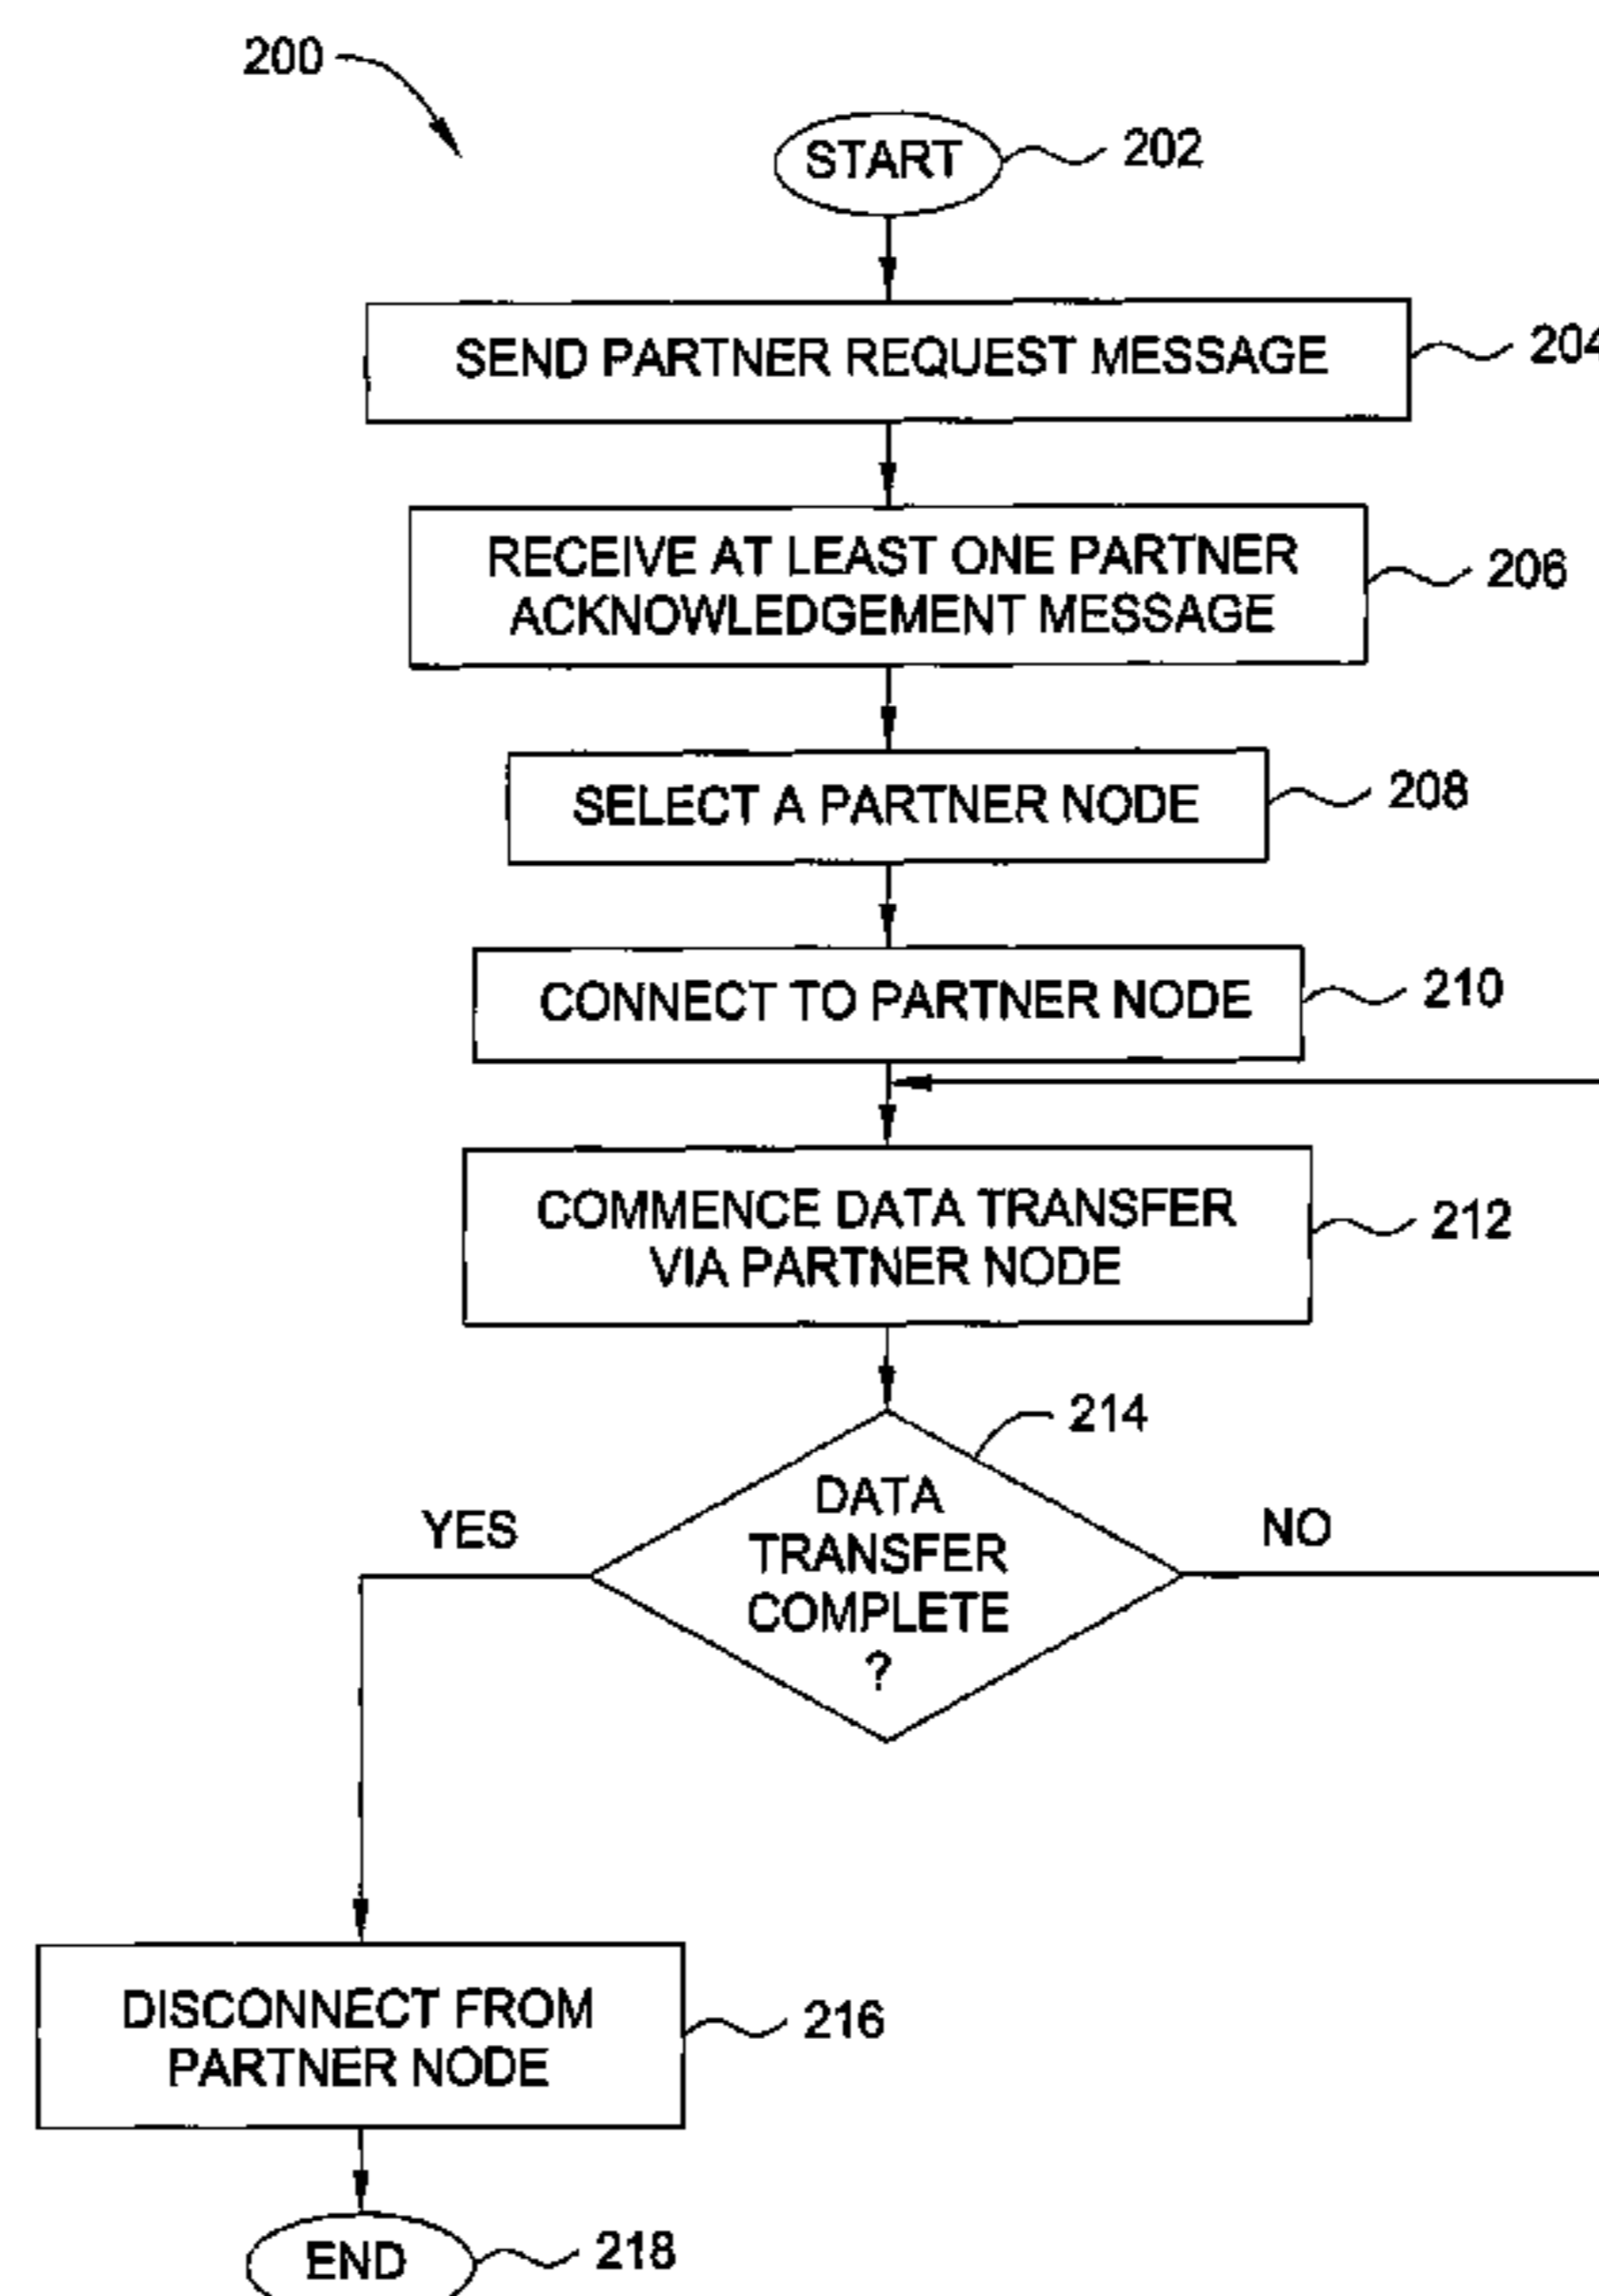 200
START
202
SEND PARTNER REQUEST MESSAGE
204
RECEIVE AT LEAST ONE PARTNER
ACKNOWLEDGEMENT MESSAGE
206
SELECT A PARTNER NODE
208
CONNECT TO PARTNER NODE
210
COMMENCE DATA TRANSFER
VIA PARTNER NODE
212
214
DATA
TRANSFER
COMPLETE
?
YES
NO
DISCONNECT FROM
PARTNER NODE
216
END
218